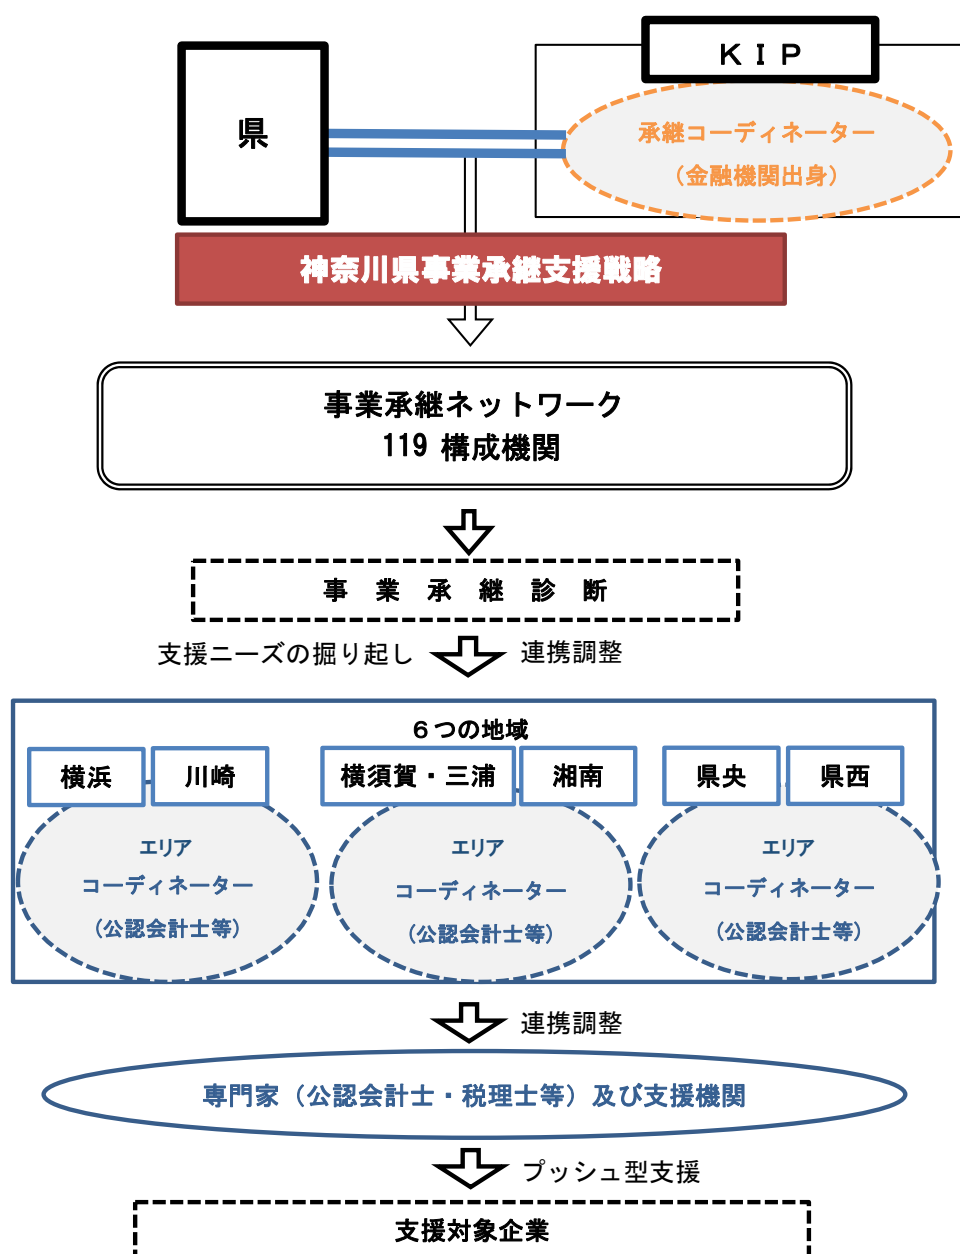 県
ＫＩＰ
承継コーディネーター
（金融機関出身）
神奈川県事業承継支援戦略
事業承継ネットワーク
119 構成機関
事 業 承 継 診 断
支援ニーズの掘り起し
連携調整
６つの地域
横浜
川崎
横須賀・三浦
湘南
県央
県西
エリア
コーディネーター
（公認会計士等）
エリア
コーディネーター
（公認会計士等）
エリア
コーディネーター
（公認会計士等）
連携調整
専門家（公認会計士・税理士等）及び支援機関
プッシュ型支援
支援対象企業